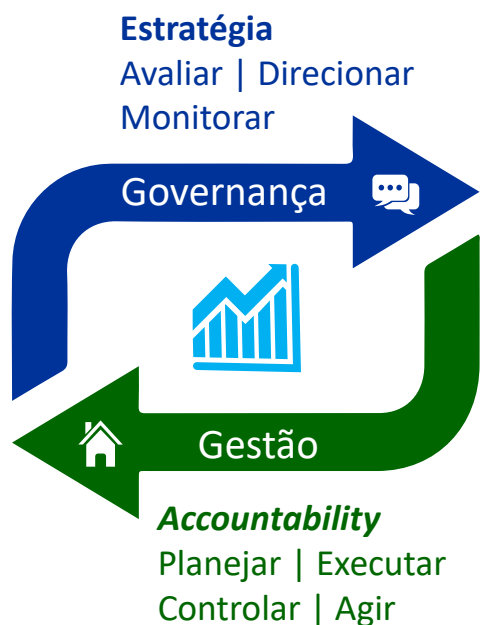 Estratégia
Avaliar | Direcionar
Monitorar
Governança
Gestão
Accountability
Planejar | Executar
Controlar | Agir